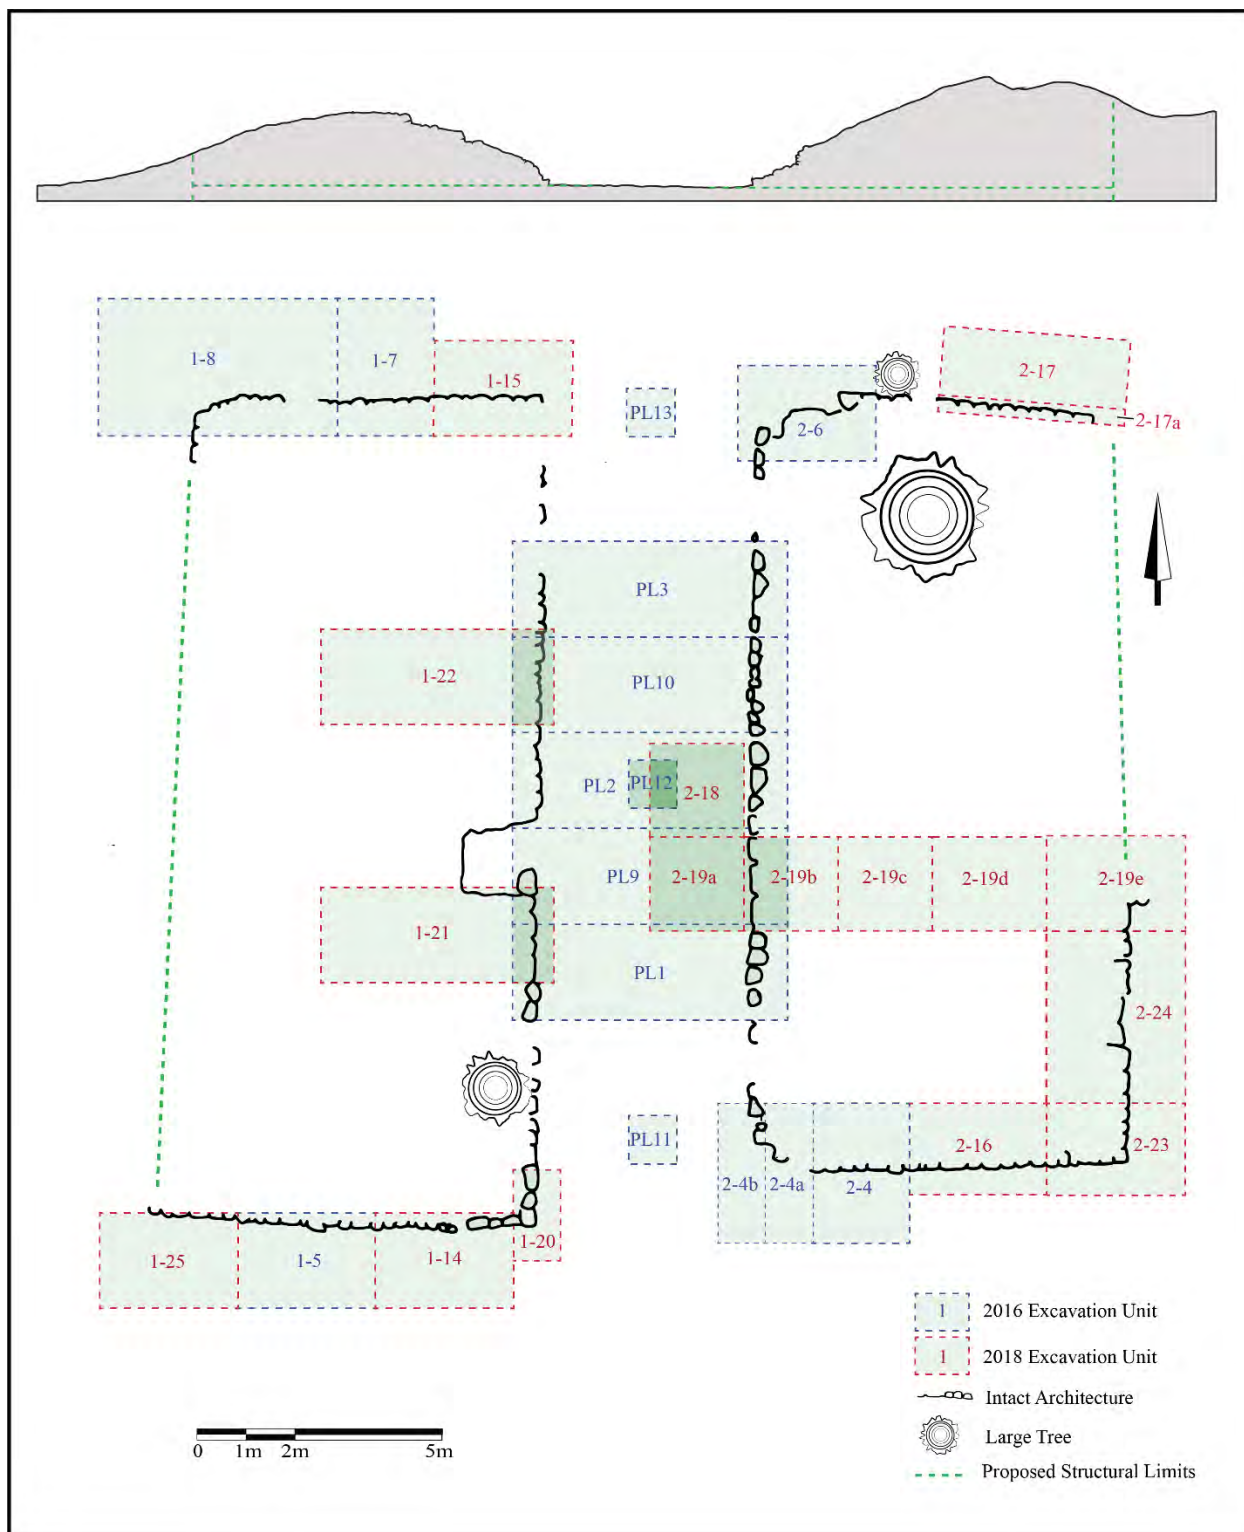 1-8
1-7
1-15
PL13
2-6
2-17
2-17a
PL3
1-22
PL10
PL2
PL12
2-18
PL9
2-19a
2-19b
2-19c
2-19d
2-19e
1-21
PL1
2-24
PL11
2-4b
2-4a
2-4
2-16
2-23
1-25
1-5
1-14
1-20
1 2016 Excavation Unit
1 2018 Excavation Unit
Intact Architecture
Large Tree
Proposed Structural Limits
0 1m 2m 5m